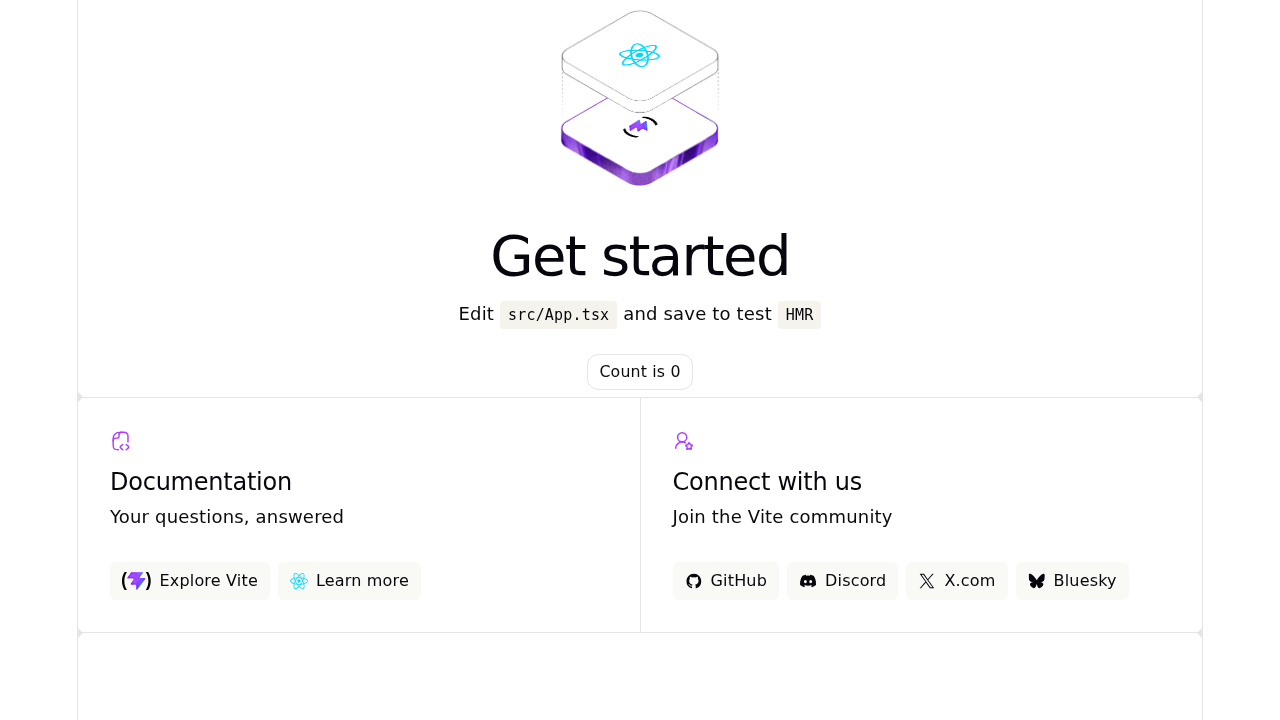 Get started
Edit src/App.tsx and save to test HMR
Count is 0
Documentation
Your questions, answered
Explore Vite
Learn more
Connect with us
Join the Vite community
GitHub
Discord
X.com
Bluesky